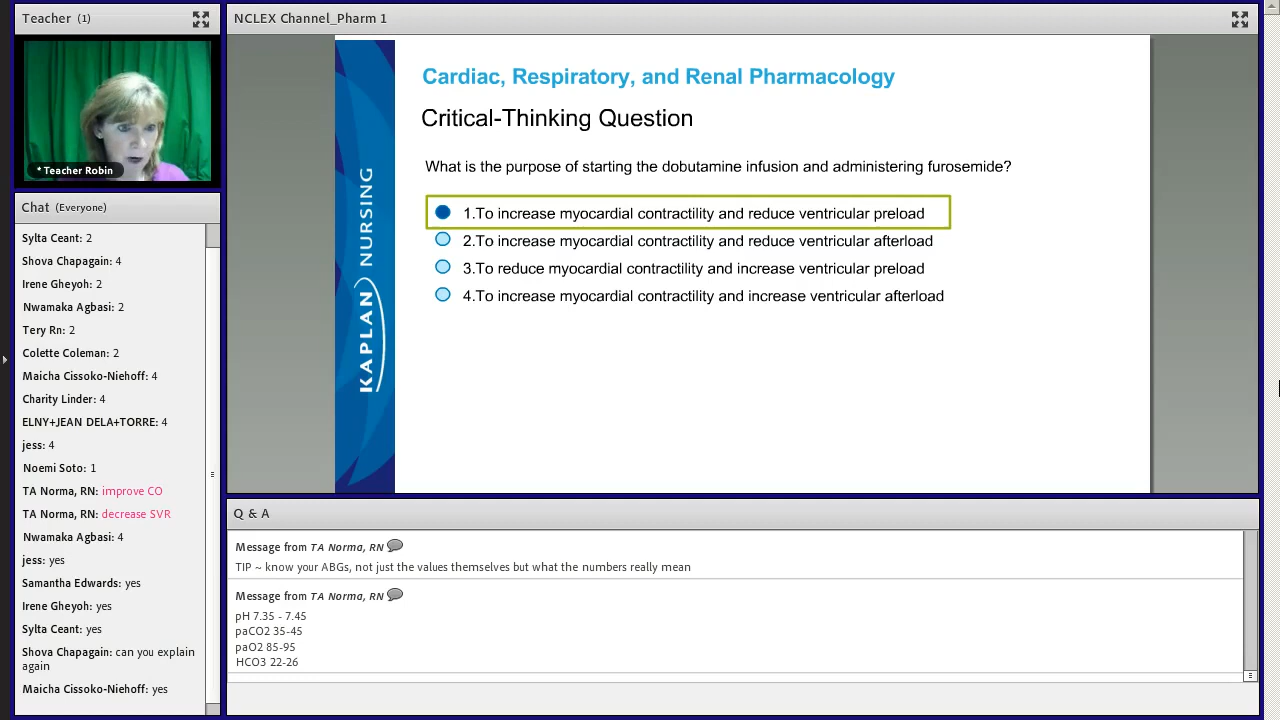 Teacher (1)
* Teacher Robin
Chat (Everyone)
Sylta Ceant: 2
Shova Chapagain: 4
Irene Gheyoh: 2
Nwamaka Agbasi: 2
Tery Rn: 2
Colette Coleman: 2
Maicha Cissoko-Niehoff: 4
Charity Linder: 4
ELNY+JEAN DELA+TORRE: 4
jess: 4
Noemi Soto: 1
TA Norma, RN: improve CO
TA Norma, RN: decrease SVR
Nwamaka Agbasi: 4
jess: yes
Samantha Edwards: yes
Irene Gheyoh: yes
Sylta Ceant: yes
Shova Chapagain: can you explain
again
Maicha Cissoko-Niehoff: yes
NCLEX Channel_Pharm 1
KAPLAN NURSING
Cardiac, Respiratory, and Renal Pharmacology
Critical-Thinking Question
What is the purpose of starting the dobutamine infusion and administering furosemide?
1.To increase myocardial contractility and reduce ventricular preload
2.To increase myocardial contractility and reduce ventricular afterload
3.To reduce myocardial contractility and increase ventricular preload
4.To increase myocardial contractility and increase ventricular afterload
Q & A
Message from TA Norma, RN
TIP ~ know your ABGs, not just the values themselves but what the numbers really mean
Message from TA Norma, RN
pH 7.35 - 7.45
paCO2 35-45
paO2 85-95
HCO3 22-26